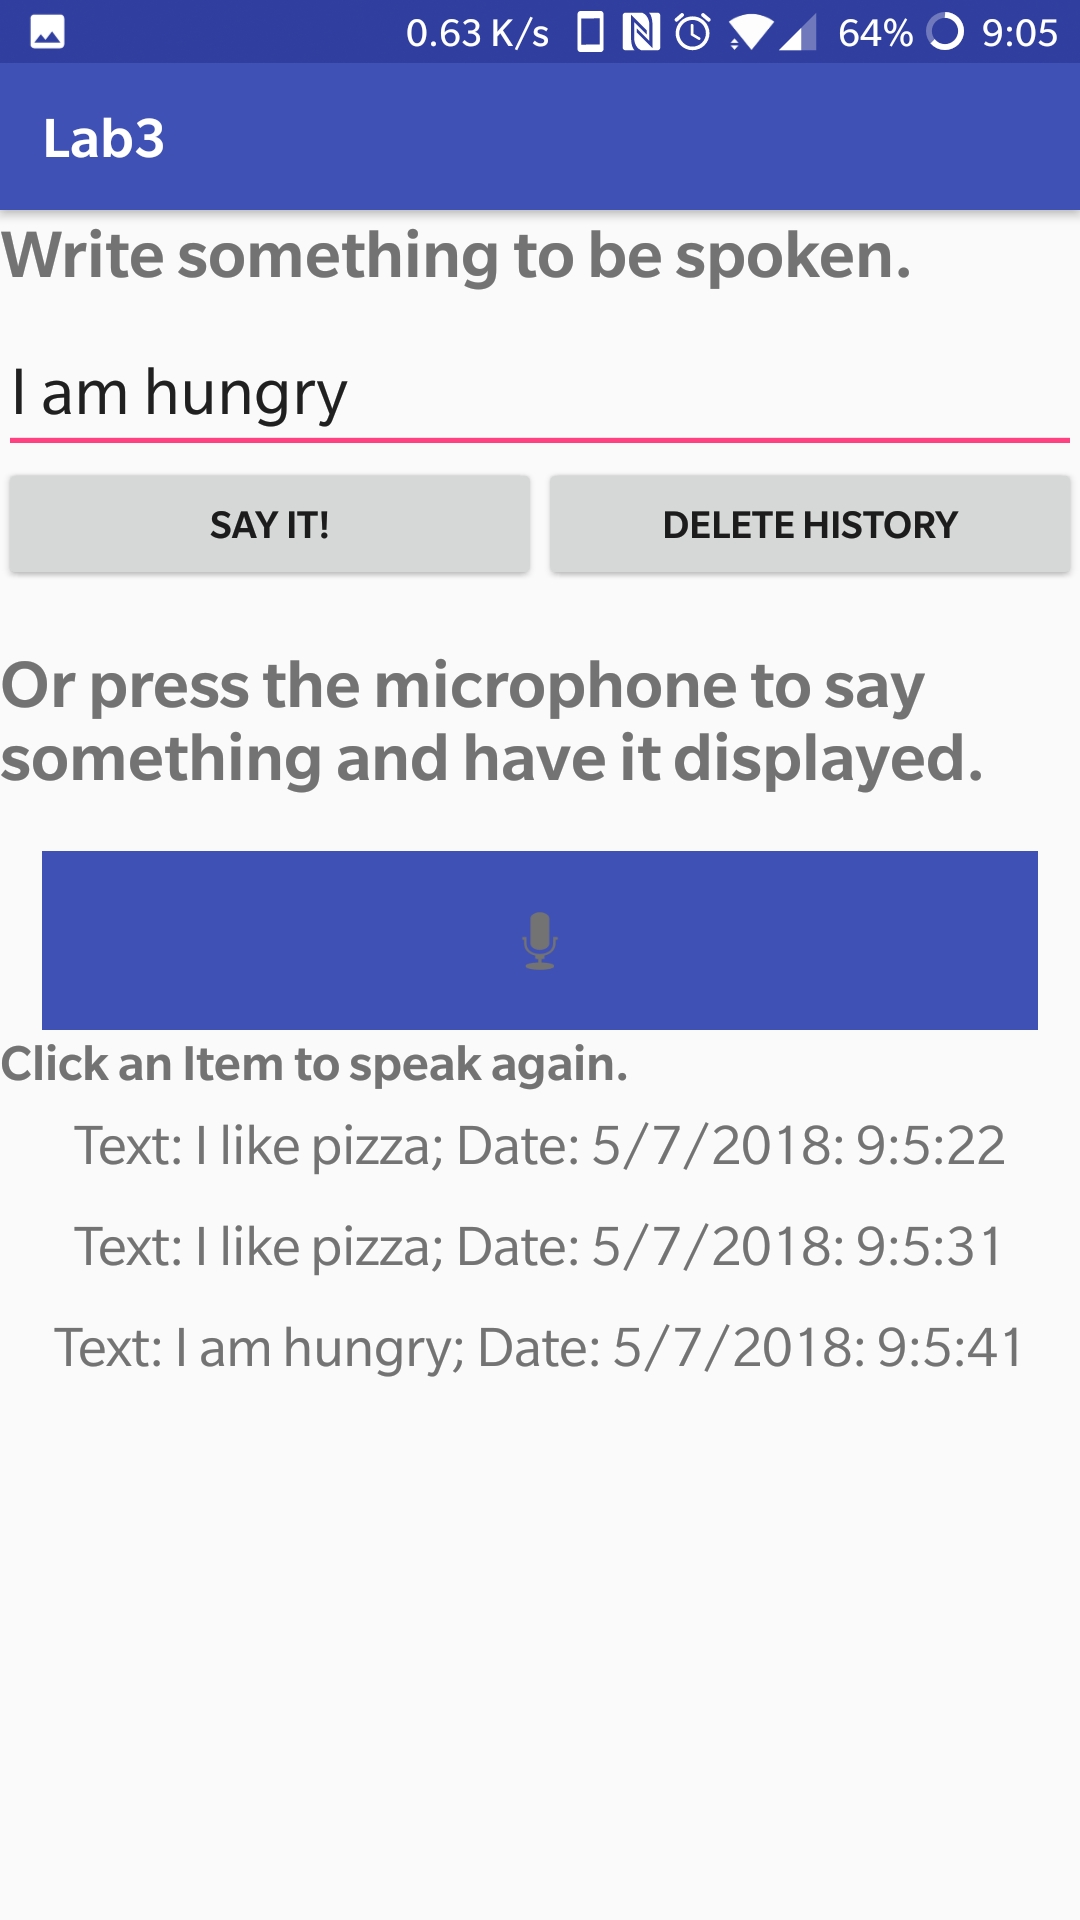 0.63 K/s 64% 9:05
Lab3
Write something to be spoken.
I am hungry
SAY IT! DELETE HISTORY
Or press the microphone to say
something and have it displayed.
Click an Item to speak again.
Text: I like pizza; Date: 5/7/2018: 9:5:22
Text: I like pizza; Date: 5/7/2018: 9:5:31
Text: I am hungry; Date: 5/7/2018: 9:5:41